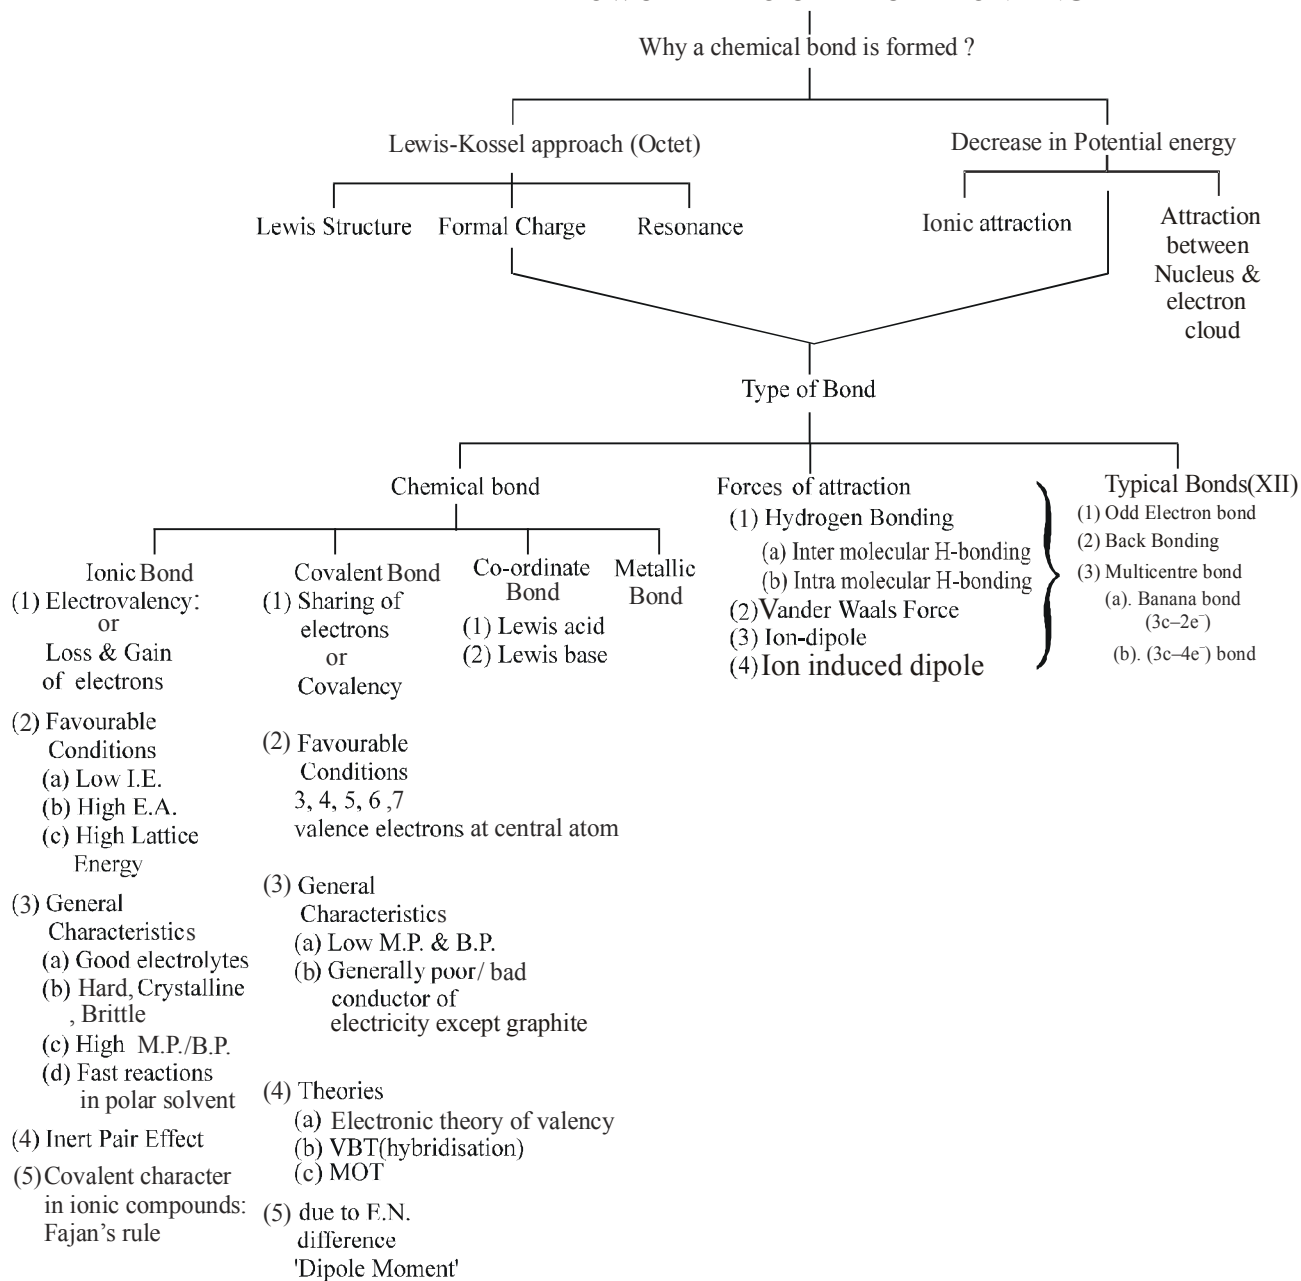 Why a chemical bond is formed ?
Lewis-Kossel approach (Octet)
Decrease in Potential energy
Lewis Structure
Formal Charge
Resonance
Ionic attraction
Attraction
between
Nucleus &
electron
cloud
Type of Bond
Chemical bond
Ionic Bond
(1) Electrovalency:
or
Loss & Gain
of electrons
(2) Favourable
Conditions
(a) Low I.E.
(b) High E.A.
(c) High Lattice
Energy
(3) General
Characteristics
(a) Good electrolytes
(b) Hard, Crystalline
, Brittle
(c) High M.P./B.P.
(d) Fast reactions
in polar solvent
(4) Inert Pair Effect
(5) Covalent character
in ionic compounds:
Fajan's rule
Covalent Bond
(1) Sharing of
electrons
or
Covalency
(2) Favourable
Conditions
3, 4, 5, 6 ,7
valence electrons at central atom
(3) General
Characteristics
(a) Low M.P. & B.P.
(b) Generally poor/ bad
conductor of
electricity except graphite
(4) Theories
(a) Electronic theory of valency
(b) VBT(hybridisation)
(c) MOT
(5) due to E.N.
difference
'Dipole Moment'
Co-ordinate
Bond
(1) Lewis acid
(2) Lewis base
Metallic
Bond
Forces of attraction
(1) Hydrogen Bonding
(a) Inter molecular H-bonding
(b) Intra molecular H-bonding
(2) Vander Waals Force
(3) Ion-dipole
(4) Ion induced dipole
Typical Bonds(XII)
(1) Odd Electron bond
(2) Back Bonding
(3) Multicentre bond
(a). Banana bond
(3c–2e⁻)
(b). (3c–4e⁻) bond